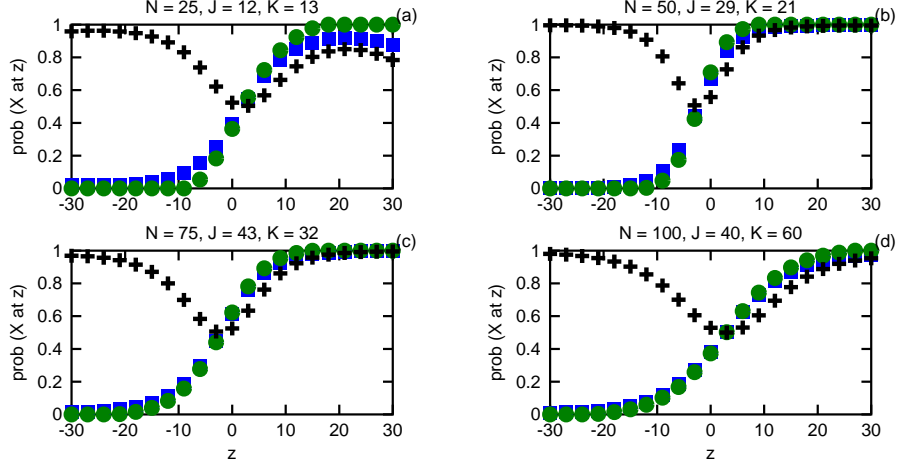 N = 25, J = 12, K = 13
(a)
prob (X at z)
1
0.8
0.6
0.4
0.2
0
-30 -20 -10 0 10 20 30
N = 50, J = 29, K = 21
(b)
prob (X at z)
1
0.8
0.6
0.4
0.2
0
-30 -20 -10 0 10 20 30
N = 75, J = 43, K = 32
(c)
prob (X at z)
1
0.8
0.6
0.4
0.2
0
-30 -20 -10 0 10 20 30
z
N = 100, J = 40, K = 60
(d)
prob (X at z)
1
0.8
0.6
0.4
0.2
0
-30 -20 -10 0 10 20 30
z